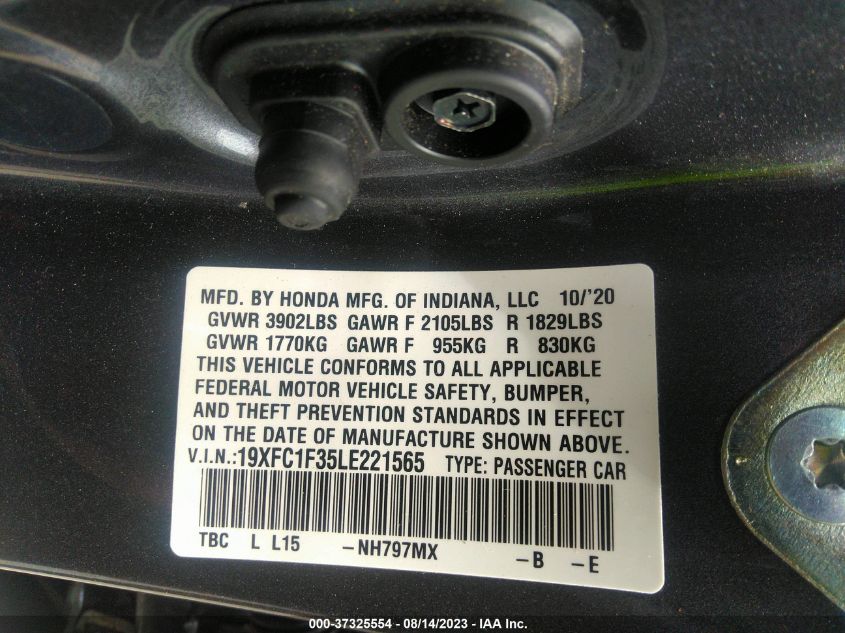 MFD. BY HONDA MFG. OF INDIANA, LLC 10/'20
GVWR 3902LBS GAWR F 2105LBS R 1829LBS
GVWR 1770KG GAWR F 955KG R 830KG
THIS VEHICLE CONFORMS TO ALL APPLICABLE
FEDERAL MOTOR VEHICLE SAFETY, BUMPER,
AND THEFT PREVENTION STANDARDS IN EFFECT
ON THE DATE OF MANUFACTURE SHOWN ABOVE.
V.I.N.:19XFC1F35LE221565 TYPE: PASSENGER CAR
TBC L L15 -NH797MX -B -E
000-37325554 - 08/14/2023 - IAA Inc.